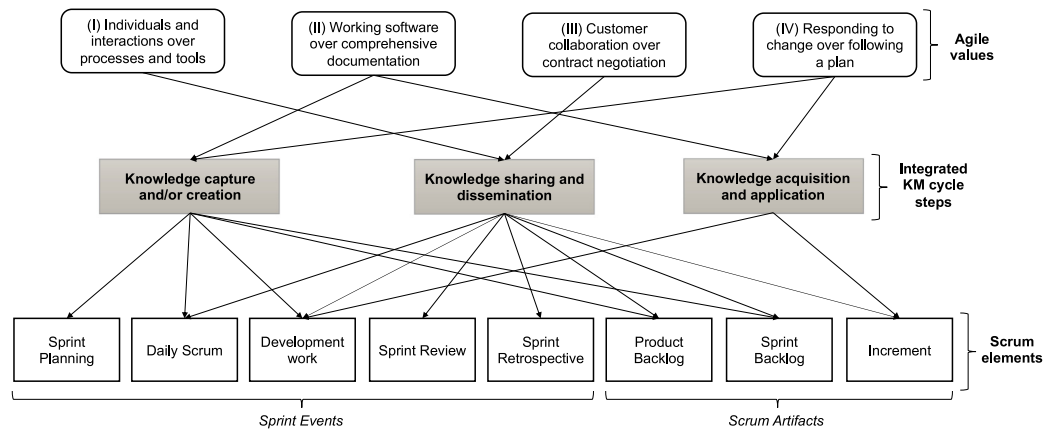 (I) Individuals and
interactions over
processes and tools
(II) Working software
over comprehensive
documentation
(III) Customer
collaboration over
contract negotiation
(IV) Responding to
change over following
a plan
Agile
values
Knowledge capture
and/or creation
Knowledge sharing and
dissemination
Knowledge acquisition
and application
Integrated
KM cycle
steps
Sprint
Planning
Daily Scrum
Development
work
Sprint Review
Sprint
Retrospective
Product
Backlog
Sprint
Backlog
Increment
Scrum
elements
Sprint Events
Scrum Artifacts